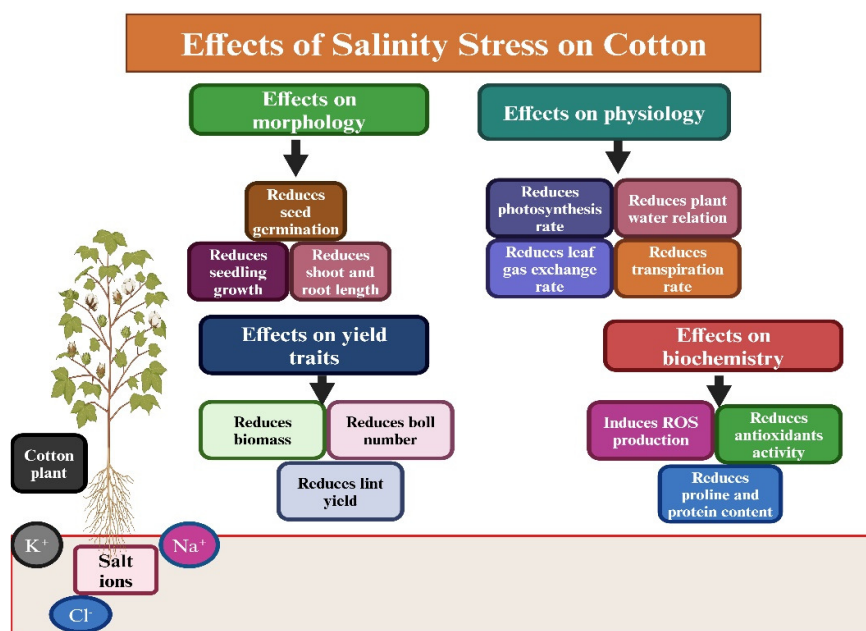 Effects of Salinity Stress on Cotton
Effects on
morphology
Reduces
seed
germination
Reduces
seedling
growth
Reduces
shoot and
root length
Effects on physiology
Reduces
photosynthesis
rate
Reduces plant
water relation
Reduces leaf
gas exchange
rate
Reduces
transpiration
rate
Effects on yield
traits
Reduces
biomass
Reduces boll
number
Reduces lint
yield
Effects on
biochemistry
Induces ROS
production
Reduces
antioxidants
activity
Reduces
proline and
protein content
Cotton
plant
K⁺
Na⁺
Salt
ions
Cl⁻